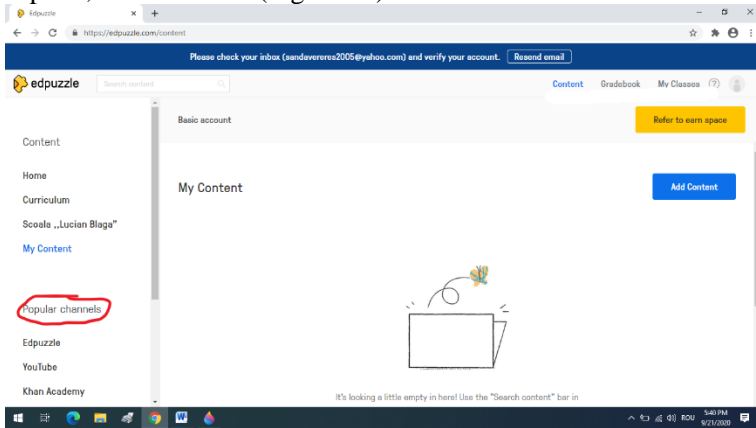 Edpuzzle
https://edpuzzle.com/content
Please check your inbox (sandavererea2005@yahoo.com) and verify your account. Resend email
edpuzzle Search content Content Gradebook My Classes
Basic account Refer to earn space
Content
Home
My Content Add Content
Curriculum
Scoala ,,Lucian Blaga"
My Content
Popular channels
Edpuzzle
YouTube
Khan Academy
It's looking a little empty in here! Use the "Search content" bar in
ROU 5:40 PM
9/21/2020